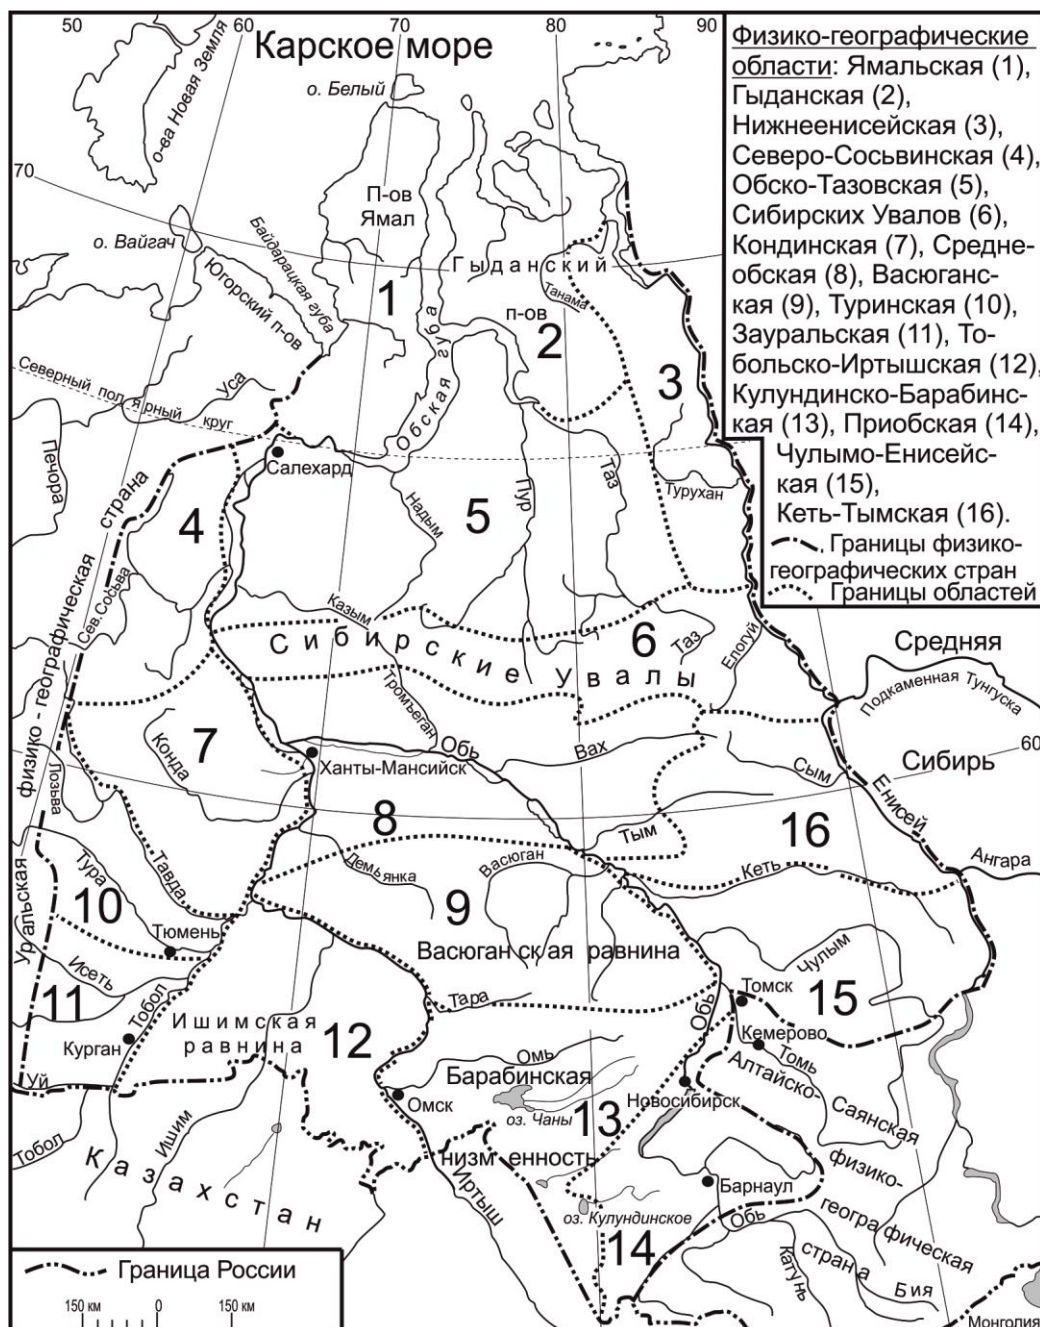 50
60
70
80
90
Карское море
о. Белый
о-ва Новая Земля
70
П-ов
Ямал
о. Вайгач
Байдарацкая губа
Югорский п-ов
Гыданский
п-ов
Танама
1
2
3
Обская губа
Северный полярный круг
Уса
Салехард
Печора
Надым
Пур
Таз
Турухан
4
5
Сев.Сосьва
Казым
6
Таз
Елогуй
Сибирские Увалы
Тромъеган
Уральская физико-географическая страна
7
Конда
Лозьва
Ханты-Мансийск
Обь
Вах
8
Сым
Тым
16
Кеть
Енисей
Подкаменная Тунгуска
Средняя
Сибирь
60
Ангара
Демьянка
Васюган
9
Васюганская равнина
Тура
Тавда
10
Тюмень
Исеть
11
Тобол
Курган
Уй
Тобол
Ишимская
равнина
12
Тара
Омь
Барабинская
Омск
оз. Чаны
13
низменность
Обь
Томск
Чулым
15
Кемерово
Томь
Новосибирск
Алтайско-
Саянская
физико-
географическая
страна
Казахстан
Ишим
Иртыш
Барнаул
оз. Кулундинское
14
Обь
Катунь
Бия
Монголия
Физико-географические
области: Ямальская (1),
Гыданская (2),
Нижнеенисейская (3),
Северо-Сосьвинская (4),
Обско-Тазовская (5),
Сибирских Увалов (6),
Кондинская (7), Средне-
обская (8), Васюганс-
кая (9), Туринская (10),
Зауральская (11), То-
больско-Иртышская (12),
Кулундинско-Барабинс-
кая (13), Приобская (14),
Чулымо-Енисейс-
кая (15),
Кеть-Тымская (16).
Границы физико-
географических стран
Границы областей
Граница России
150 км
0
150 км